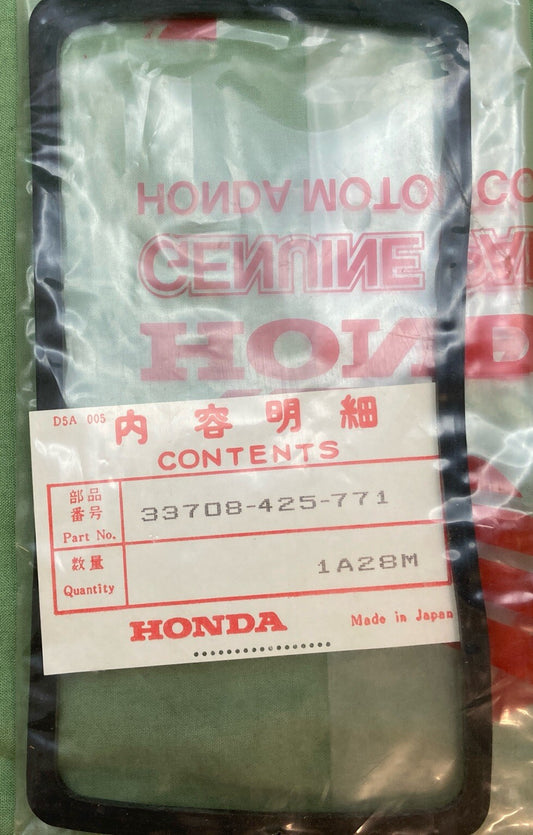 HONDA MOTOR CO
GENUINE PA
HOND
D5A 005 内容明細
CONTENTS
部品
番号 33708-425-771
Part No.
数量 1A28M
Quantity
HONDA Made in Japan